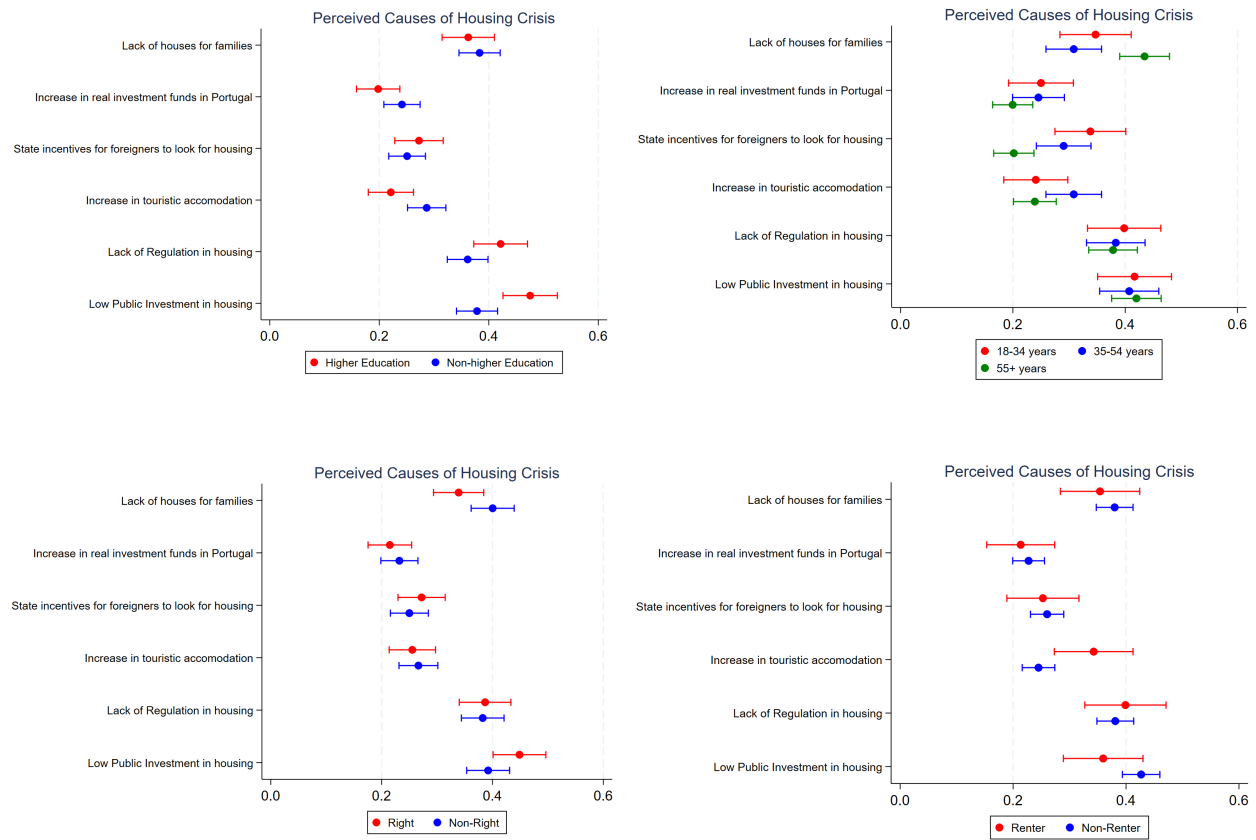 Perceived Causes of Housing Crisis
Lack of houses for families
Increase in real investment funds in Portugal
State incentives for foreigners to look for housing
Increase in touristic accomodation
Lack of Regulation in housing
Low Public Investment in housing
0.0 0.2 0.4 0.6
Higher Education Non-higher Education
Perceived Causes of Housing Crisis
Lack of houses for families
Increase in real investment funds in Portugal
State incentives for foreigners to look for housing
Increase in touristic accomodation
Lack of Regulation in housing
Low Public Investment in housing
0.0 0.2 0.4 0.6
18-34 years 35-54 years
55+ years
Perceived Causes of Housing Crisis
Lack of houses for families
Increase in real investment funds in Portugal
State incentives for foreigners to look for housing
Increase in touristic accomodation
Lack of Regulation in housing
Low Public Investment in housing
0.0 0.2 0.4 0.6
Right Non-Right
Perceived Causes of Housing Crisis
Lack of houses for families
Increase in real investment funds in Portugal
State incentives for foreigners to look for housing
Increase in touristic accomodation
Lack of Regulation in housing
Low Public Investment in housing
0.0 0.2 0.4 0.6
Renter Non-Renter